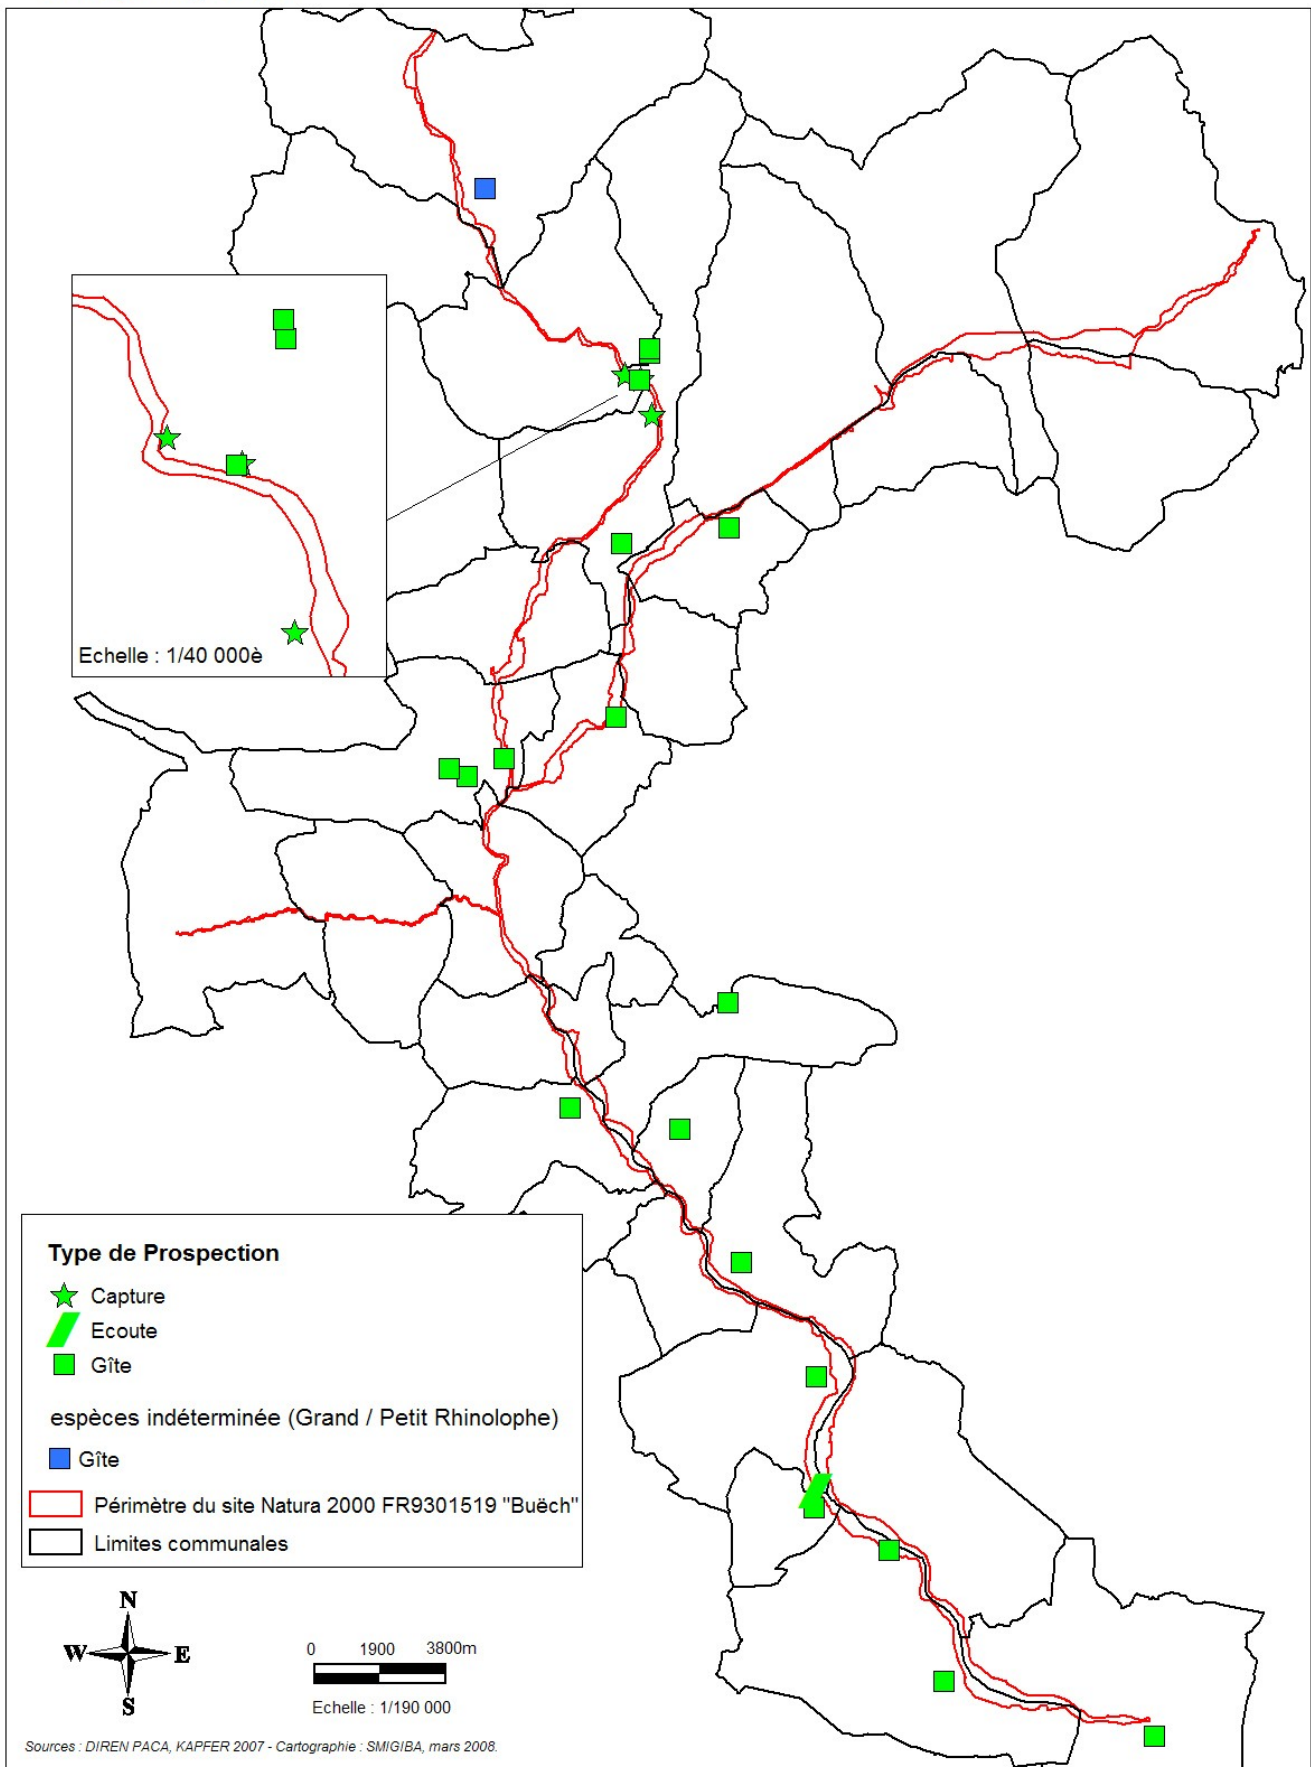 Echelle : 1/40 000è
Type de Prospection
Capture
Ecoute
Gîte
espèces indéterminée (Grand / Petit Rhinolophe)
Gîte
Périmètre du site Natura 2000 FR9301519 "Buëch"
Limites communales
N
W E
S
0 1900 3800m
Echelle : 1/190 000
Sources : DIREN PACA, KAPFER 2007 - Cartographie : SMIGIBA, mars 2008.